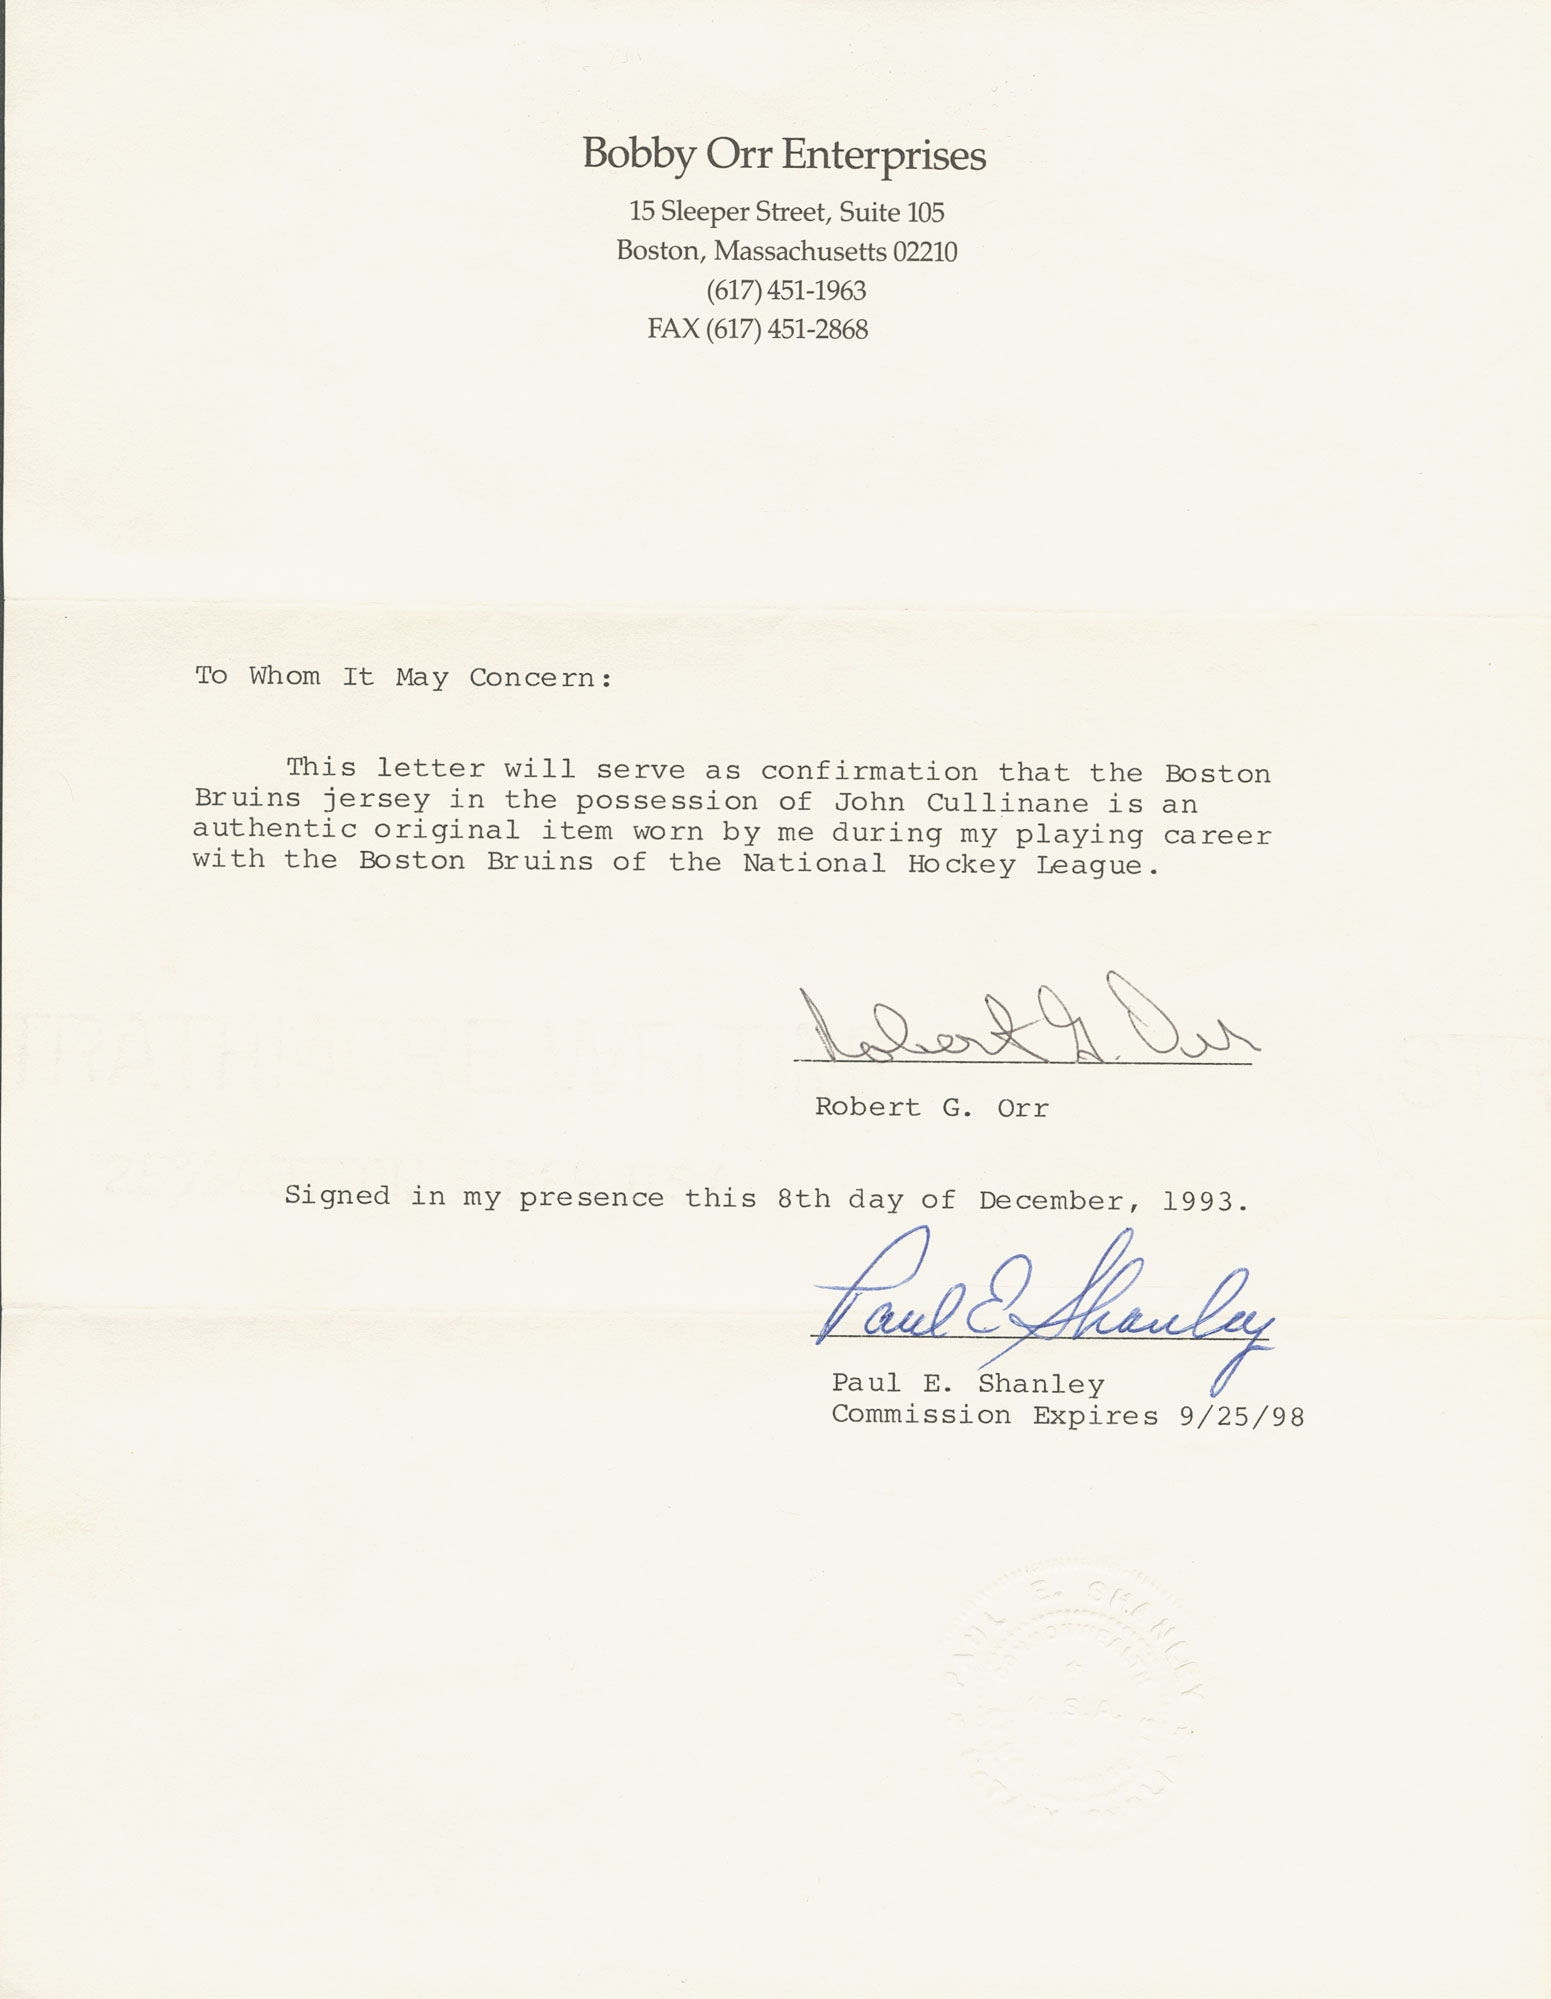 Bobby Orr Enterprises
15 Sleeper Street, Suite 105
Boston, Massachusetts 02210
(617) 451-1963
FAX (617) 451-2868
To Whom It May Concern:
This letter will serve as confirmation that the Boston
Bruins jersey in the possession of John Cullinane is an
authentic original item worn by me during my playing career
with the Boston Bruins of the National Hockey League.
Robert G. Orr
Robert G. Orr
Signed in my presence this 8th day of December, 1993.
Paul E. Shanley
Paul E. Shanley
Commission Expires 9/25/98
PAUL E. SHANLEY
COMMONWEALTH